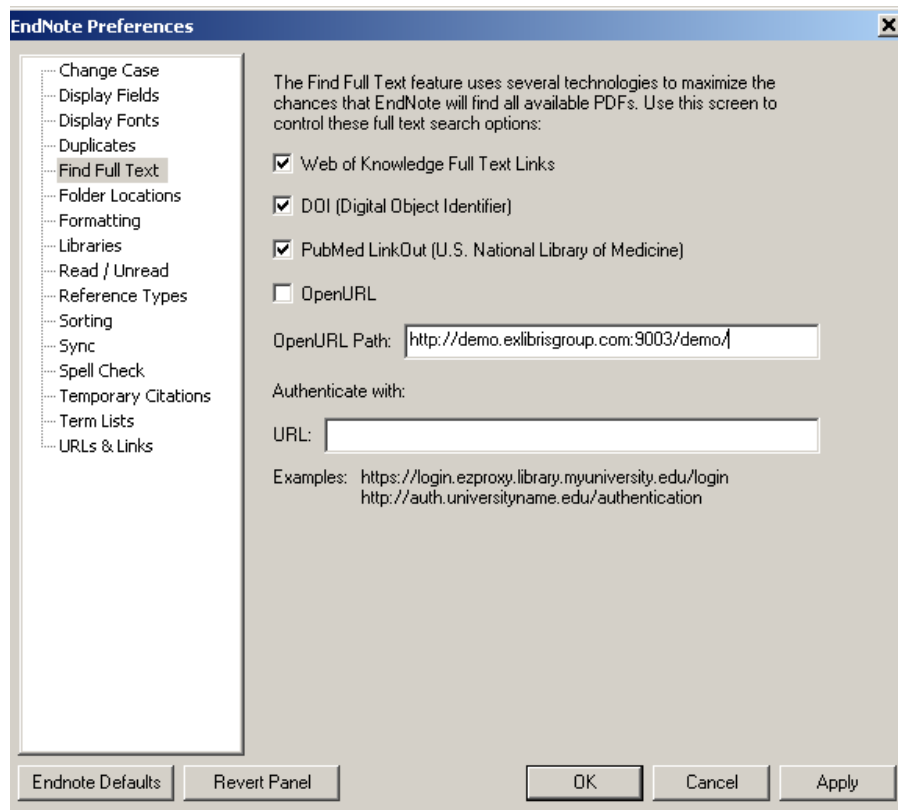 EndNote Preferences
Change Case
Display Fields
Display Fonts
Duplicates
Find Full Text
Folder Locations
Formatting
Libraries
Read / Unread
Reference Types
Sorting
Sync
Spell Check
Temporary Citations
Term Lists
URLs & Links
The Find Full Text feature uses several technologies to maximize the
chances that EndNote will find all available PDFs. Use this screen to
control these full text search options:
Web of Knowledge Full Text Links
DOI (Digital Object Identifier)
PubMed LinkOut (U.S. National Library of Medicine)
OpenURL
OpenURL Path: http://demo.exlibrisgroup.com:9003/demo/
Authenticate with:
URL:
Examples: https://login.ezproxy.library.myuniversity.edu/login
http://auth.universityname.edu/authentication
Endnote Defaults Revert Panel OK Cancel Apply